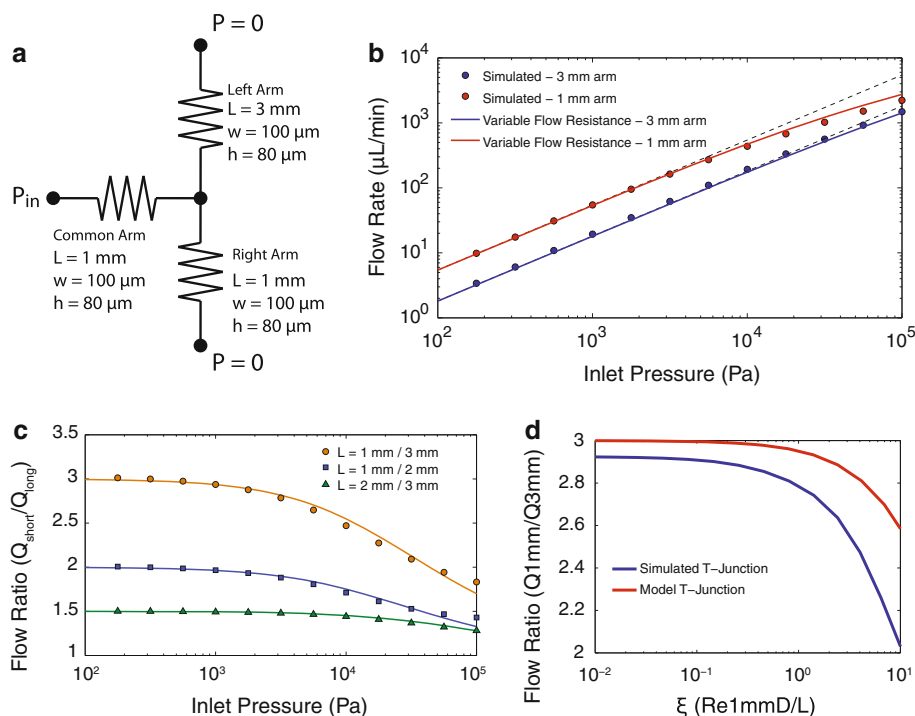 a
P = 0
Left Arm
L = 3 mm
w = 100 µm
h = 80 µm
Pin
Common Arm
L = 1 mm
w = 100 µm
h = 80 µm
Right Arm
L = 1 mm
w = 100 µm
h = 80 µm
P = 0
b
Simulated – 3 mm arm
Simulated – 1 mm arm
Variable Flow Resistance – 3 mm arm
Variable Flow Resistance – 1 mm arm
Flow Rate (µL/min)
10^4
10^3
10^2
10^1
10^0
10^2
10^3
10^4
10^5
Inlet Pressure (Pa)
c
L = 1 mm / 3 mm
L = 1 mm / 2 mm
L = 2 mm / 3 mm
Flow Ratio (Qshort/Qlong)
3.5
3
2.5
2
1.5
1
10^2
10^3
10^4
10^5
Inlet Pressure (Pa)
d
Simulated T−Junction
Model T−Junction
Flow Ratio (Q1mm/Q3mm)
3
2.8
2.6
2.4
2.2
2
10^−2
10^−1
10^0
10^1
ξ (Re1mmD/L)